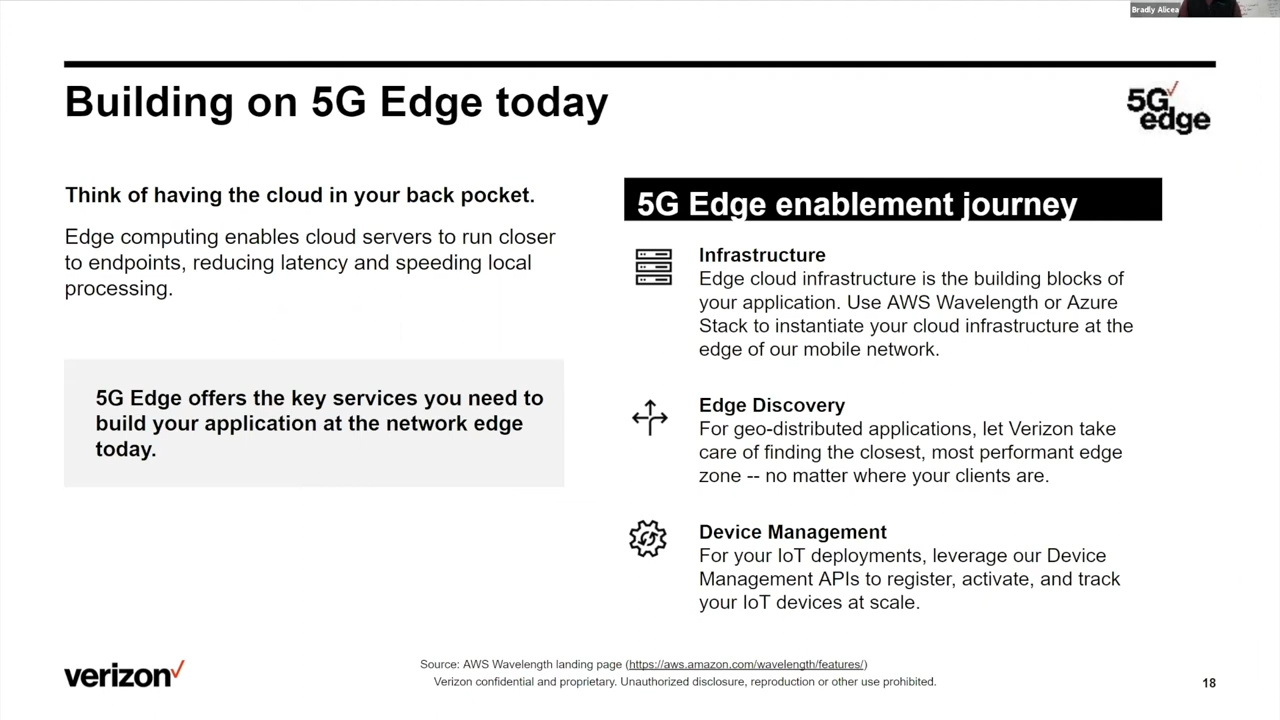 Bradly Alicea
Building on 5G Edge today
5G
edge
Think of having the cloud in your back pocket.
Edge computing enables cloud servers to run closer
to endpoints, reducing latency and speeding local
processing.
5G Edge offers the key services you need to
build your application at the network edge
today.
5G Edge enablement journey
Infrastructure
Edge cloud infrastructure is the building blocks of
your application. Use AWS Wavelength or Azure
Stack to instantiate your cloud infrastructure at the
edge of our mobile network.
Edge Discovery
For geo-distributed applications, let Verizon take
care of finding the closest, most performant edge
zone -- no matter where your clients are.
Device Management
For your IoT deployments, leverage our Device
Management APIs to register, activate, and track
your IoT devices at scale.
verizon
Source: AWS Wavelength landing page (https://aws.amazon.com/wavelength/features/)
Verizon confidential and proprietary. Unauthorized disclosure, reproduction or other use prohibited.
18